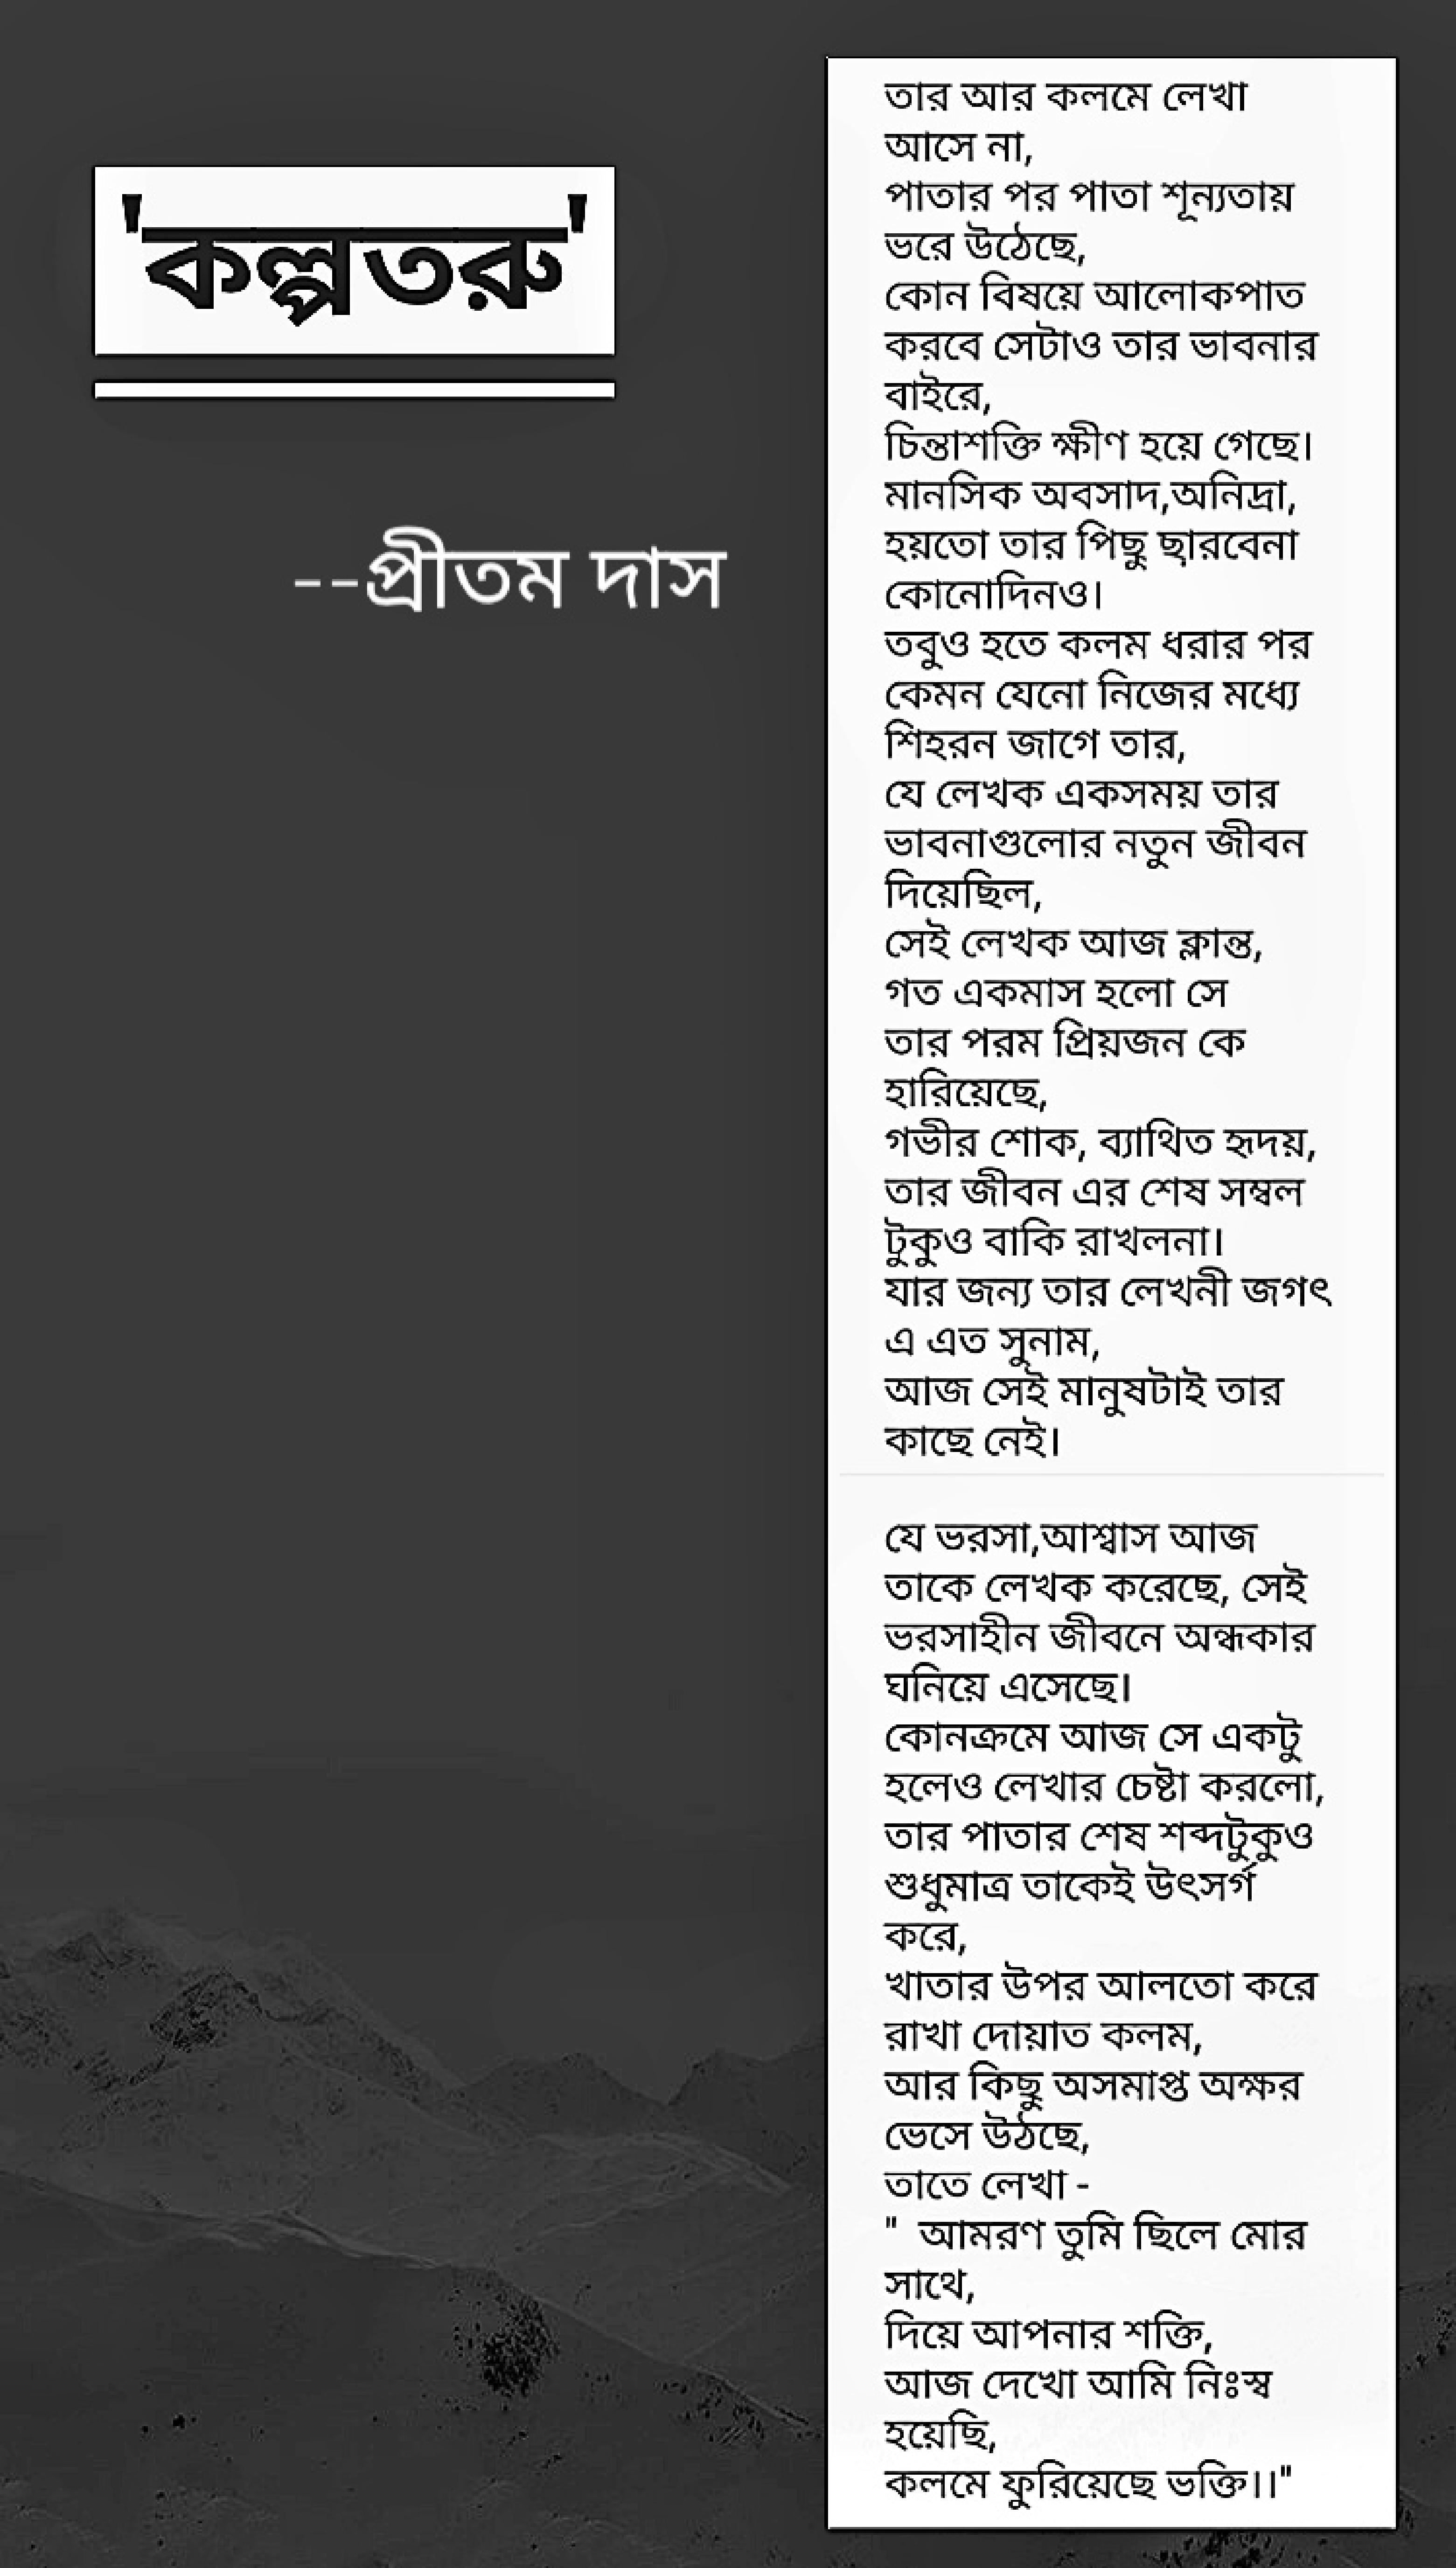 'কল্পতরু'
--প্রীতম দাস
তার আর কলমে লেখা
আসে না,
পাতার পর পাতা শূন্যতায়
ভরে উঠেছে,
কোন বিষয়ে আলোকপাত
করবে সেটাও তার ভাবনার
বাইরে,
চিন্তাশক্তি ক্ষীণ হয়ে গেছে।
মানসিক অবসাদ,অনিদ্রা,
হয়তো তার পিছু ছা়রবেনা
কোনোদিনও।
তবুও হতে কলম ধরার পর
কেমন যেনো নিজের মধ্যে
শিহরন জাগে তার,
যে লেখক একসময় তার
ভাবনাগুলোর নতুন জীবন
দিয়েছিল,
সেই লেখক আজ ক্লান্ত,
গত একমাস হলো সে
তার পরম প্রিয়জন কে
হারিয়েছে,
গভীর শোক, ব্যাথিত হৃদয়,
তার জীবন এর শেষ সম্বল
টুকুও বাকি রাখলনা।
যার জন্য তার লেখনী জগৎ
এ এত সুনাম,
আজ সেই মানুষটাই তার
কাছে নেই।
যে ভরসা,আশ্বাস আজ
তাকে লেখক করেছে, সেই
ভরসাহীন জীবনে অন্ধকার
ঘনিয়ে এসেছে।
কোনক্রমে আজ সে একটু
হলেও লেখার চেষ্টা করলো,
তার পাতার শেষ শব্দটুকুও
শুধুমাত্র তাকেই উৎসর্গ
করে,
খাতার উপর আলতো করে
রাখা দোয়াত কলম,
আর কিছু অসমাপ্ত অক্ষর
ভেসে উঠছে,
তাতে লেখা -
" আমরণ তুমি ছিলে মোর
সাথে,
দিয়ে আপনার শক্তি,
আজ দেখো আমি নিঃস্ব
হয়েছি,
কলমে ফুরিয়েছে ভক্তি।।"